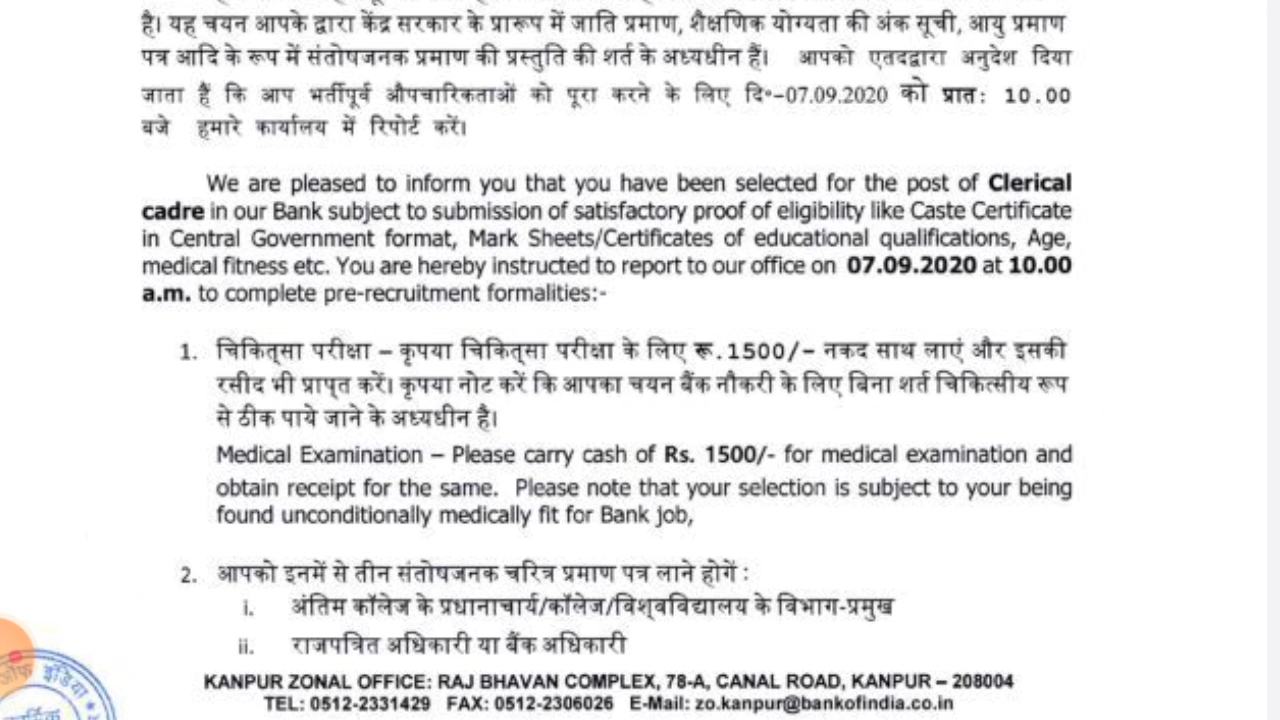 है। यह चयन आपके द्वारा केंद्र सरकार के प्रारूप में जाति प्रमाण, शैक्षणिक योग्यता की अंक सूची, आयु प्रमाण
पत्र आदि के रूप में संतोषजनक प्रमाण की प्रस्तुति की शर्त के अध्यधीन हैं। आपको एतदद्वारा अनुदेश दिया
जाता हैं कि आप भर्तीपूर्व औपचारिकताओं को पूरा करने के लिए दि॰-07.09.2020 को प्रात: 10.00
बजे हमारे कार्यालय में रिपोर्ट करें।
We are pleased to inform you that you have been selected for the post of Clerical
cadre in our Bank subject to submission of satisfactory proof of eligibility like Caste Certificate
in Central Government format, Mark Sheets/Certificates of educational qualifications, Age,
medical fitness etc. You are hereby instructed to report to our office on 07.09.2020 at 10.00
a.m. to complete pre-recruitment formalities:-
1. चिकित्सा परीक्षा – कृपया चिकित्सा परीक्षा के लिए रू.1500/- नकद साथ लाएं और इसकी
रसीद भी प्राप्त करें। कृपया नोट करें कि आपका चयन बैंक नौकरी के लिए बिना शर्त चिकित्सीय रूप
से ठीक पाये जाने के अध्यधीन है।
Medical Examination – Please carry cash of Rs. 1500/- for medical examination and
obtain receipt for the same. Please note that your selection is subject to your being
found unconditionally medically fit for Bank job,
2. आपको इनमें से तीन संतोषजनक चरित्र प्रमाण पत्र लाने होगें :
i. अंतिम कॉलेज के प्रधानाचार्य/कॉलेज/विश्वविद्यालय के विभाग-प्रमुख
ii. राजपत्रित अधिकारी या बैंक अधिकारी
KANPUR ZONAL OFFICE: RAJ BHAVAN COMPLEX, 78-A, CANAL ROAD, KANPUR – 208004
TEL: 0512-2331429 FAX: 0512-2306026 E-Mail: zo.kanpur@bankofindia.co.in
ऑफ इंडिया